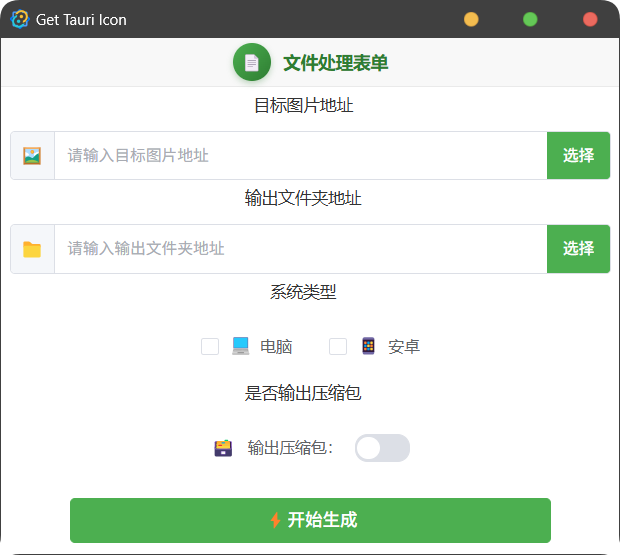 Get Tauri Icon
文件处理表单
目标图片地址
请输入目标图片地址 选择
输出文件夹地址
请输入输出文件夹地址 选择
系统类型
电脑 安卓
是否输出压缩包
输出压缩包：
开始生成